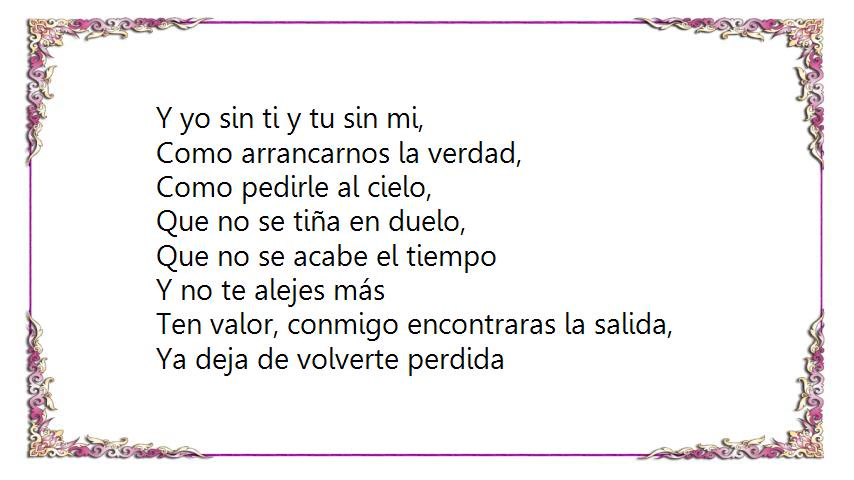 Y yo sin ti y tu sin mi,
Como arrancarnos la verdad,
Como pedirle al cielo,
Que no se tiña en duelo,
Que no se acabe el tiempo
Y no te alejes más
Ten valor, conmigo encontraras la salida,
Ya deja de volverte perdida